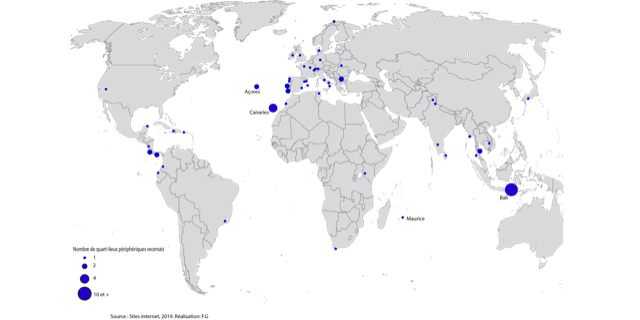 Açores
Canaries
Maurice
Bali
Nombre de quart-lieux périphériques recensés
1
2
4
10 et +
Source : Sites internet, 2019. Réalisation: F.G